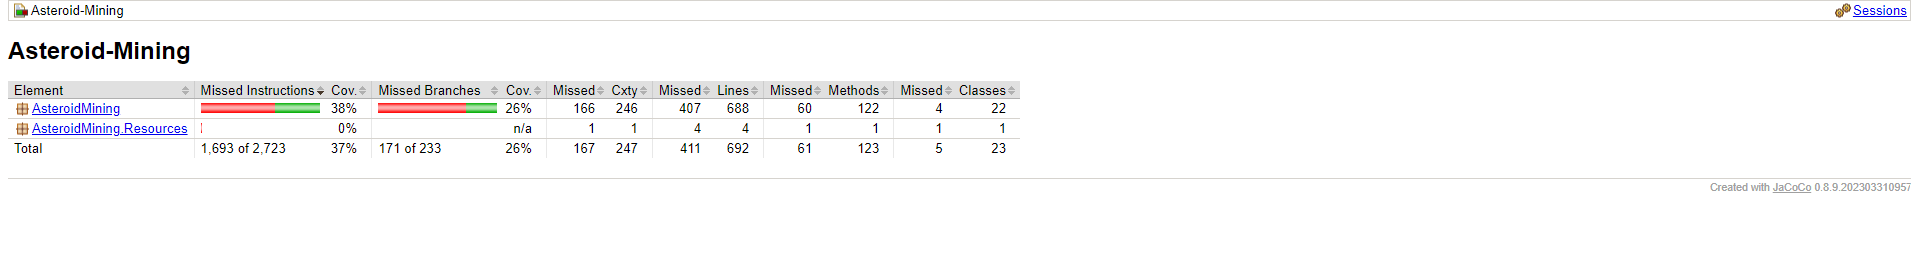 Asteroid-Mining Sessions
Asteroid-Mining
Element Missed Instructions Cov. Missed Branches Cov. Missed Cxty Missed Lines Missed Methods Missed Classes
AsteroidMining 38% 26% 166 246 407 688 60 122 4 22
AsteroidMining.Resources 0% n/a 1 1 4 4 1 1 1 1
Total 1,693 of 2,723 37% 171 of 233 26% 167 247 411 692 61 123 5 23
Created with JaCoCo 0.8.9.202303310957